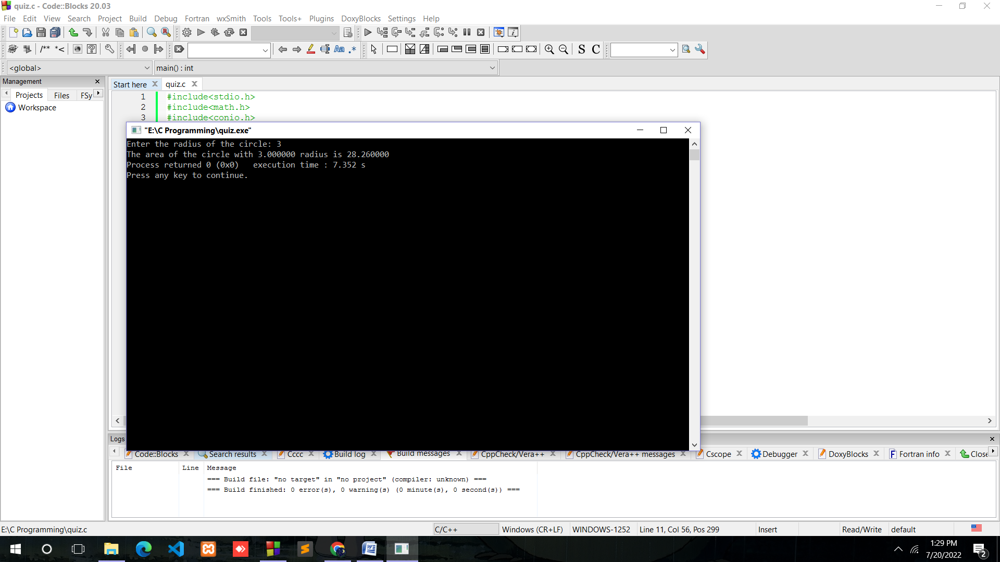 quiz.c - Code::Blocks 20.03
File Edit View Search Project Build Debug Fortran wxSmith Tools Tools+ Plugins DoxyBlocks Settings Help
/** *<
Aa .*
S C
<global>
main() : int
Management
Start here
quiz.c
Projects Files FSy
Workspace
1 #include<stdio.h>
2 #include<math.h>
3 #include<conio.h>
"E:\C Programming\quiz.exe"
Enter the radius of the circle: 3
The area of the circle with 3.000000 radius is 28.260000
Process returned 0 (0x0)   execution time : 7.352 s
Press any key to continue.
Logs
Code::Blocks Search results Cccc Build log Build messages CppCheck/Vera++ CppCheck/Vera++ messages Cscope Debugger DoxyBlocks Fortran info Close
File Line Message
=== Build file: "no target" in "no project" (compiler: unknown) ===
=== Build finished: 0 error(s), 0 warning(s) (0 minute(s), 0 second(s)) ===
E:\C Programming\quiz.c C/C++ Windows (CR+LF) WINDOWS-1252 Line 11, Col 56, Pos 299 Insert Read/Write default
1:29 PM
7/20/2022
2